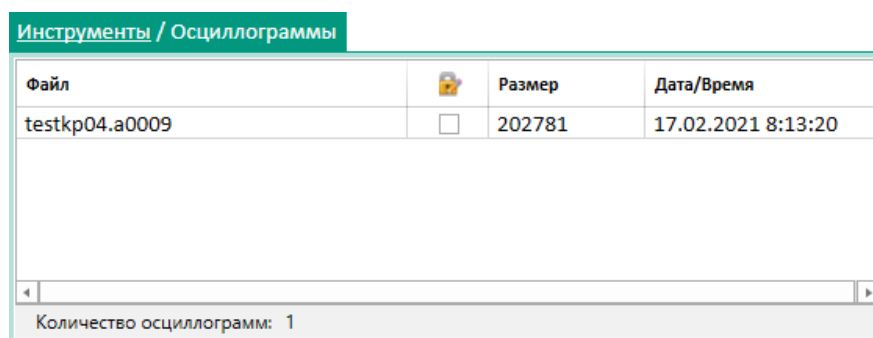 Инструменты / Осциллограммы
Файл Размер Дата/Время
testkp04.a0009 202781 17.02.2021 8:13:20
Количество осциллограмм: 1